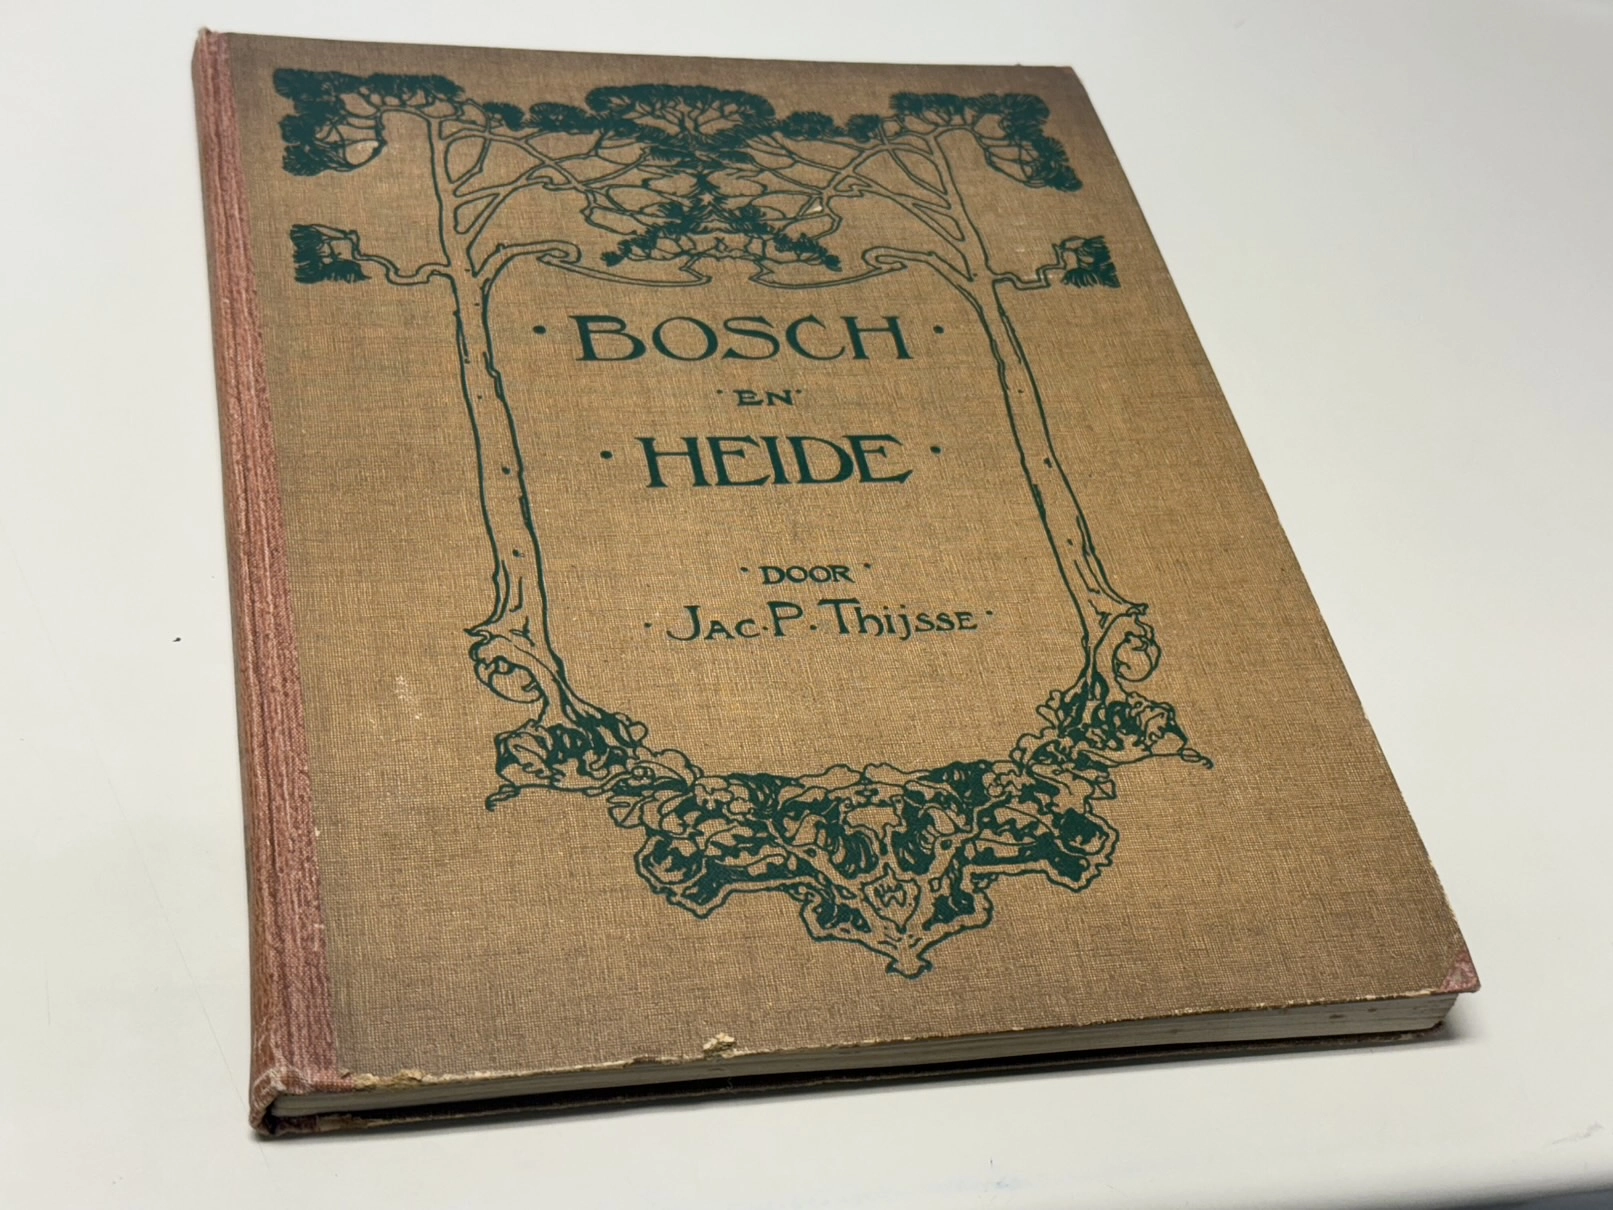 · BOSCH ·
· EN ·
· HEIDE ·
· DOOR ·
· JAC · P · THIJSSE ·